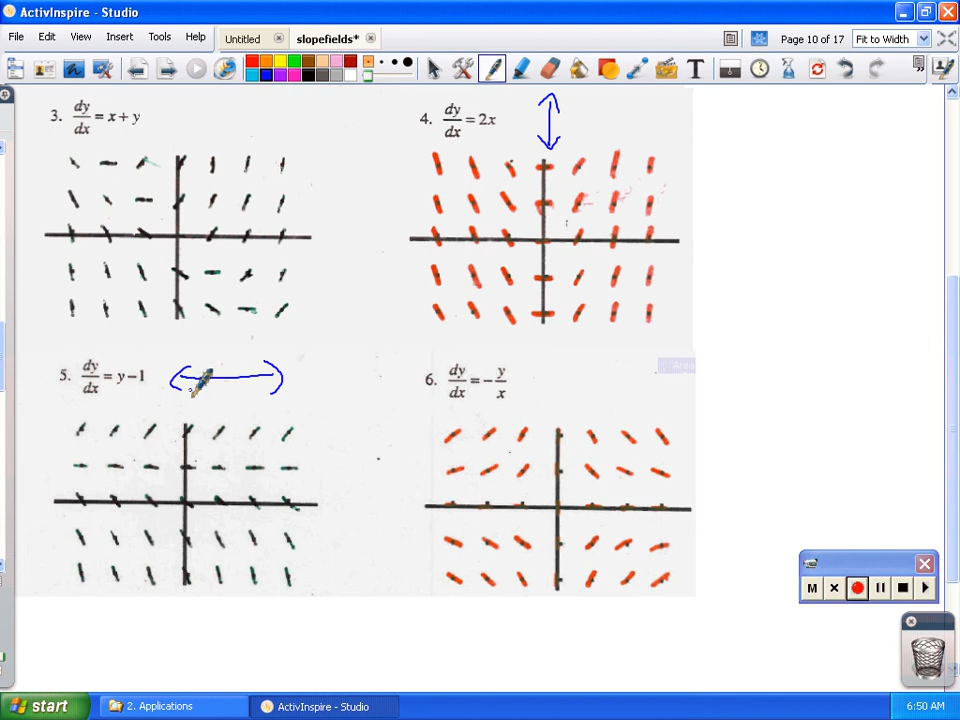 ActivInspire - Studio
File Edit View Insert Tools Help
Untitled
slopefields*
Page 10 of 17
Fit to Width
3. dy/dx = x + y
4. dy/dx = 2x
5. dy/dx = y − 1
6. dy/dx = − y/x
M
start
2. Applications
ActivInspire - Studio
6:50 AM